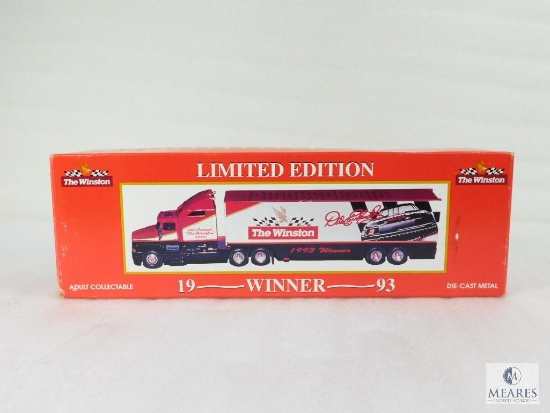 LIMITED EDITION
The Winston
The Winston
The Winston
1993 Winner
3
ADULT COLLECTABLE
19 WINNER 93
DIE-CAST METAL
M
MEARES